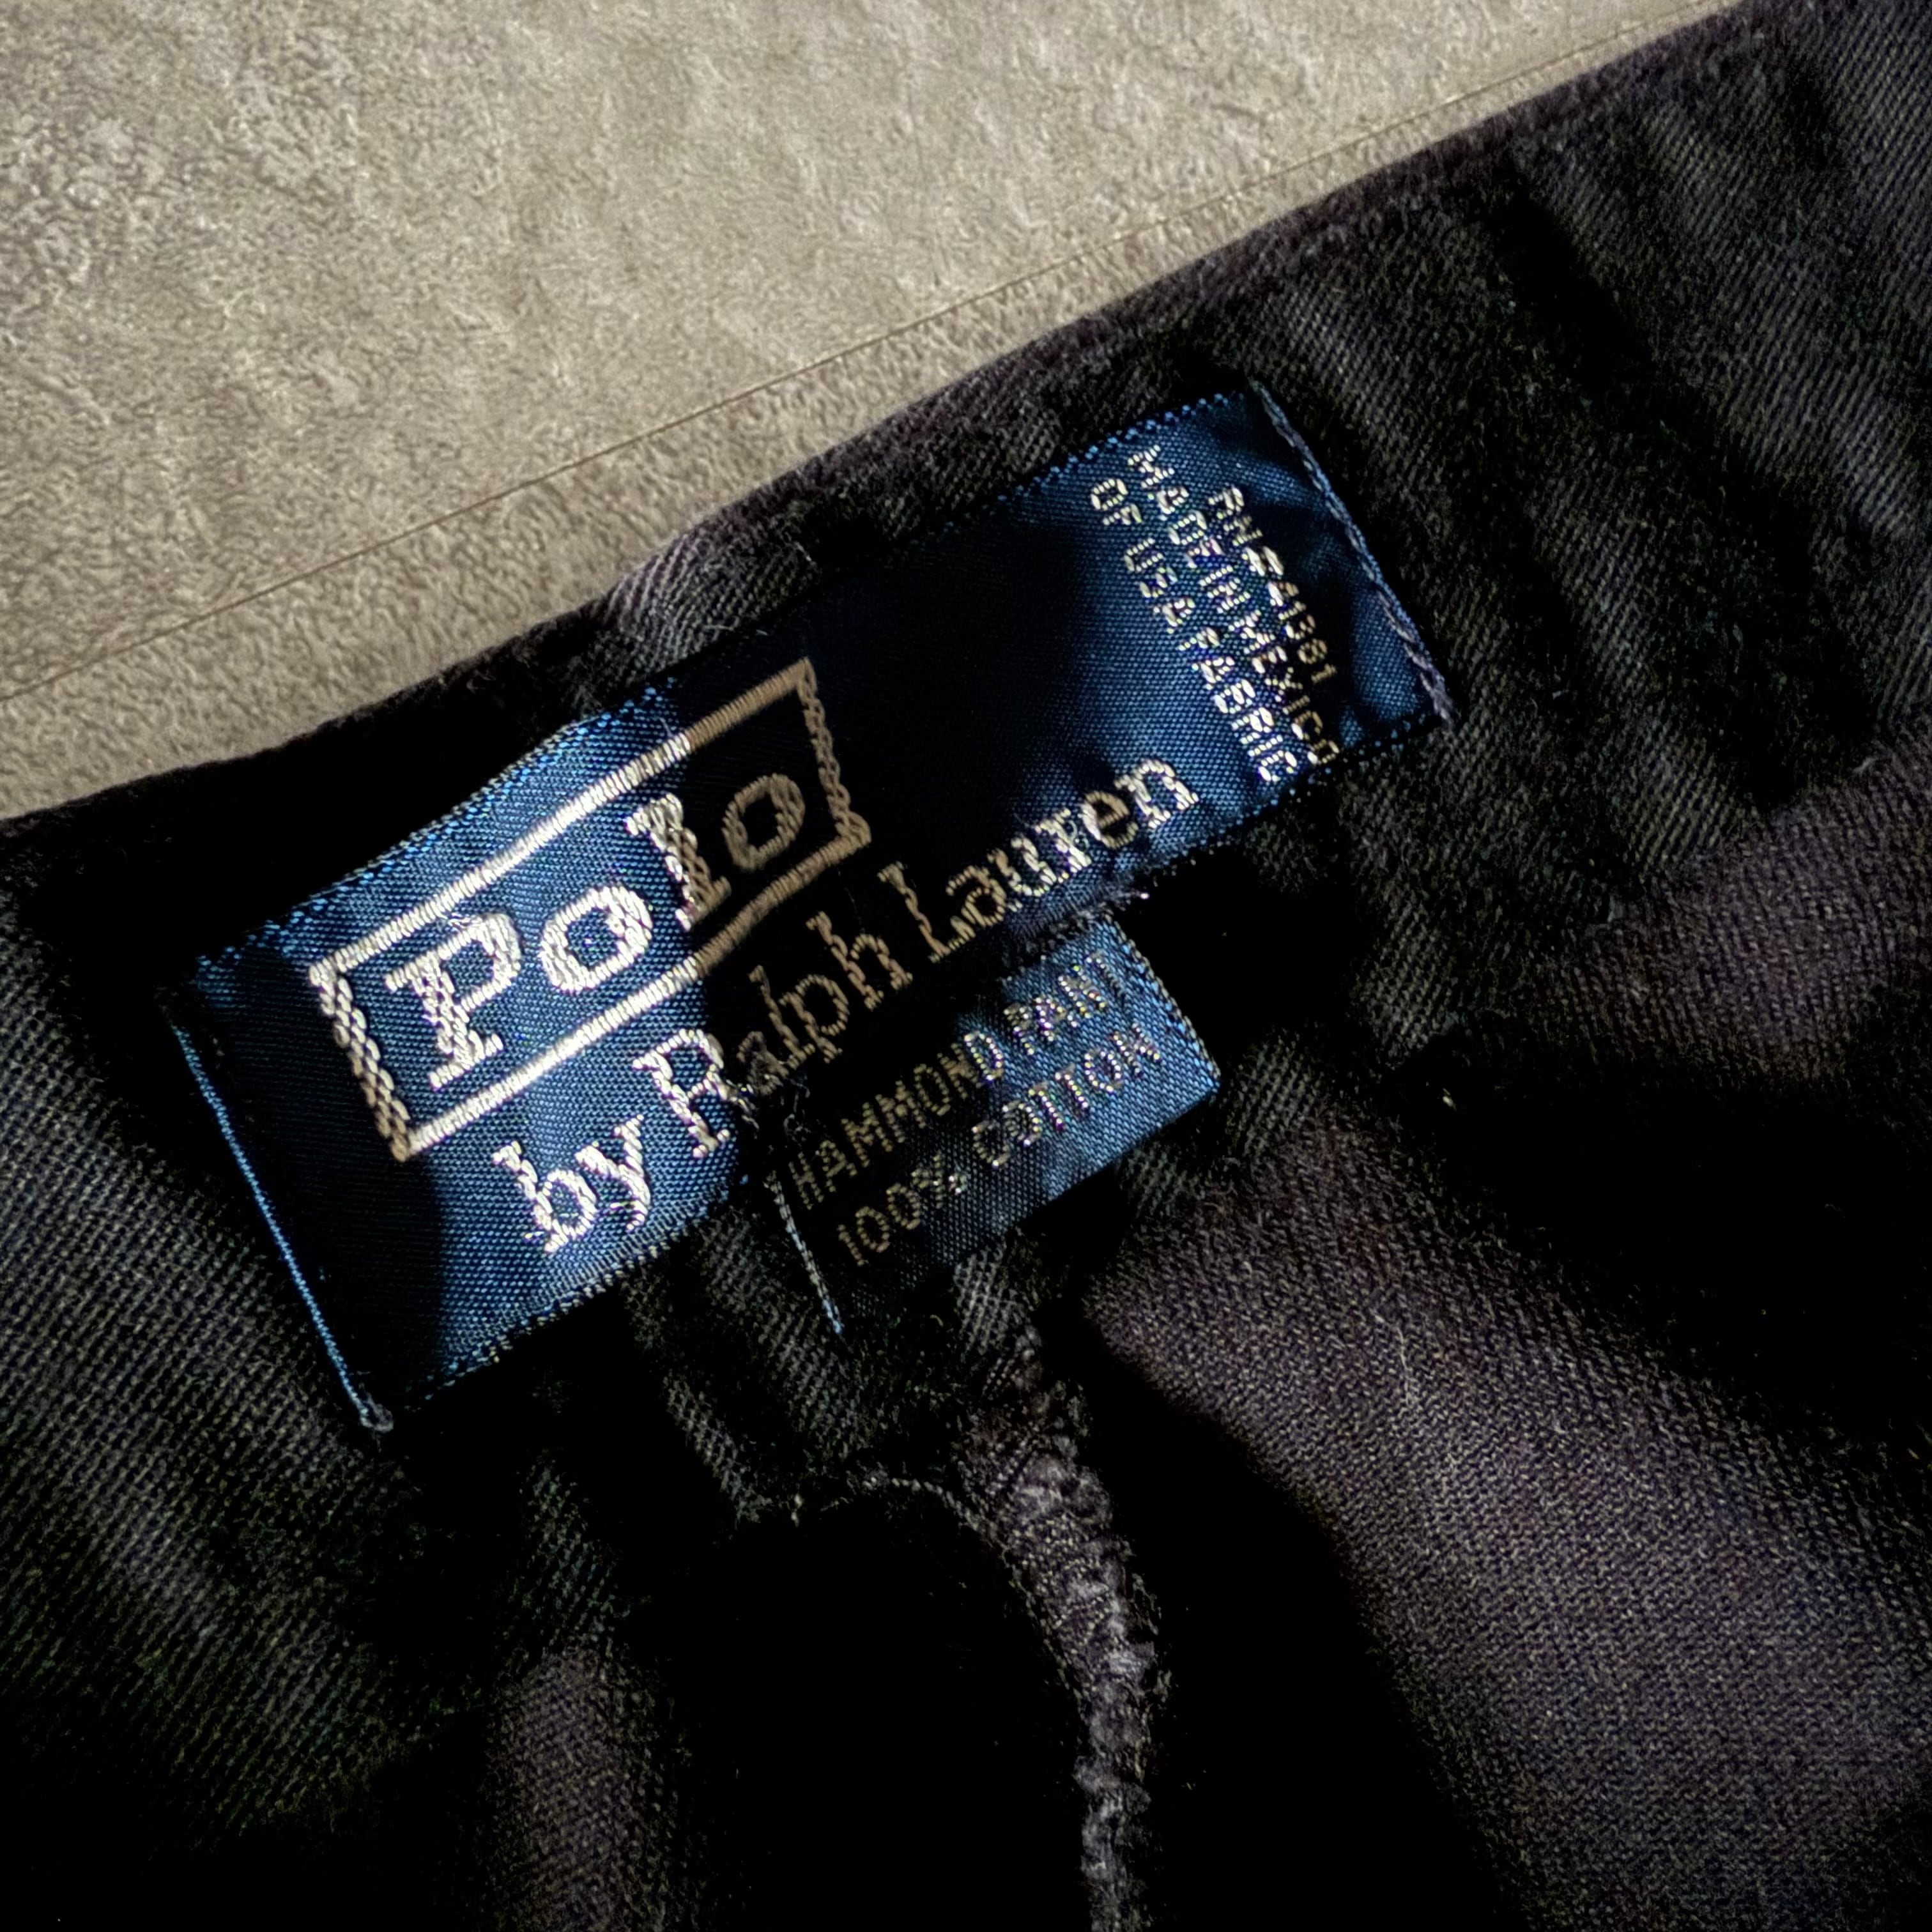 Polo
by Ralph Lauren
RN 41381
MADE IN MEXICO
OF USA FABRIC
HAMMOND PANT
100% COTTON